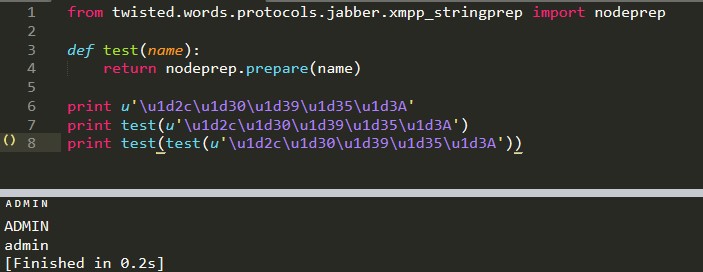 1 from twisted.words.protocols.jabber.xmpp_stringprep import nodeprep
2
3 def test(name):
4     return nodeprep.prepare(name)
5
6 print u'\u1d2c\u1d30\u1d39\u1d35\u1d3A'
7 print test(u'\u1d2c\u1d30\u1d39\u1d35\u1d3A')
() 8 print test(test(u'\u1d2c\u1d30\u1d39\u1d35\u1d3A'))
ᴬᴰᴹᴵᴺ
ADMIN
admin
[Finished in 0.2s]